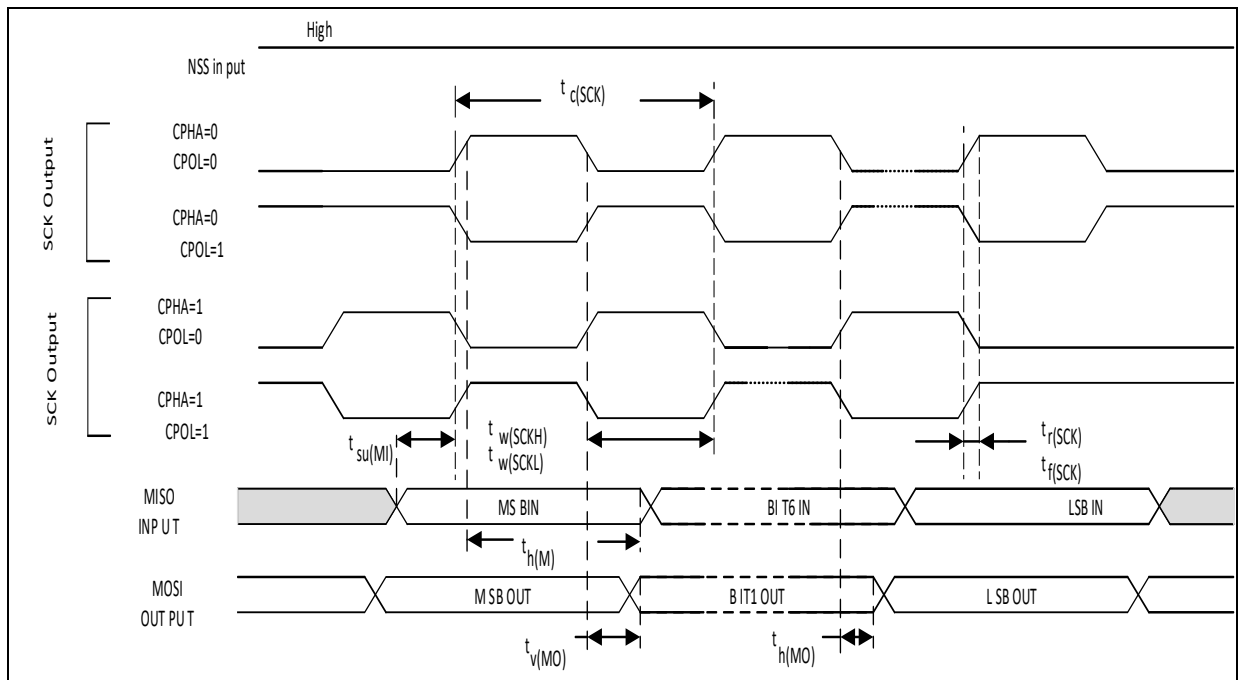 High
NSS in put
t c(SCK)
SCK Output
CPHA=0
CPOL=0
CPHA=0
CPOL=1
SCK Output
CPHA=1
CPOL=0
CPHA=1
CPOL=1
t su(MI)
t w(SCKH)
t w(SCKL)
t r(SCK)
t f(SCK)
MISO
INP U T
MS BIN
BI T6 IN
LSB IN
t h(M)
MOSI
OUT PU T
M SB OUT
B IT1 OUT
L SB OUT
t v(MO)
t h(MO)